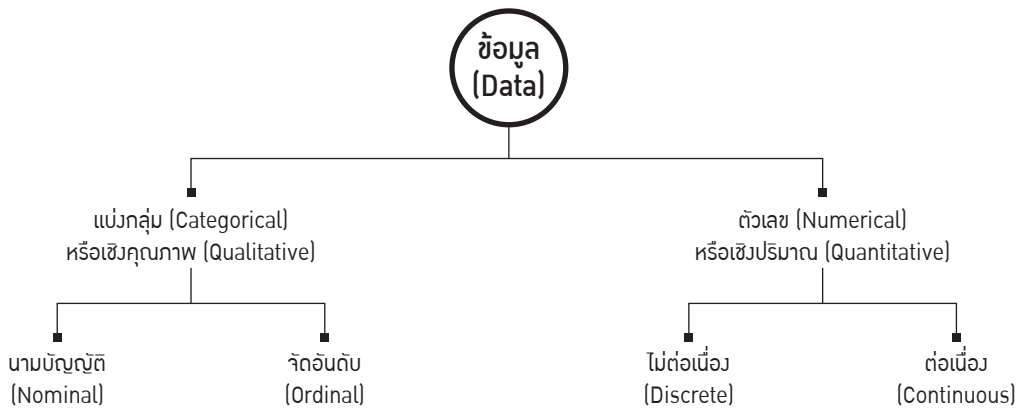 ข้อมูล
(Data)
แบ่งกลุ่ม (Categorical)
หรือเชิงคุณภาพ (Qualitative)
ตัวเลข (Numerical)
หรือเชิงปริมาณ (Quantitative)
นามบัญญัติ
(Nominal)
จัดอันดับ
(Ordinal)
ไม่ต่อเนื่อง
(Discrete)
ต่อเนื่อง
(Continuous)